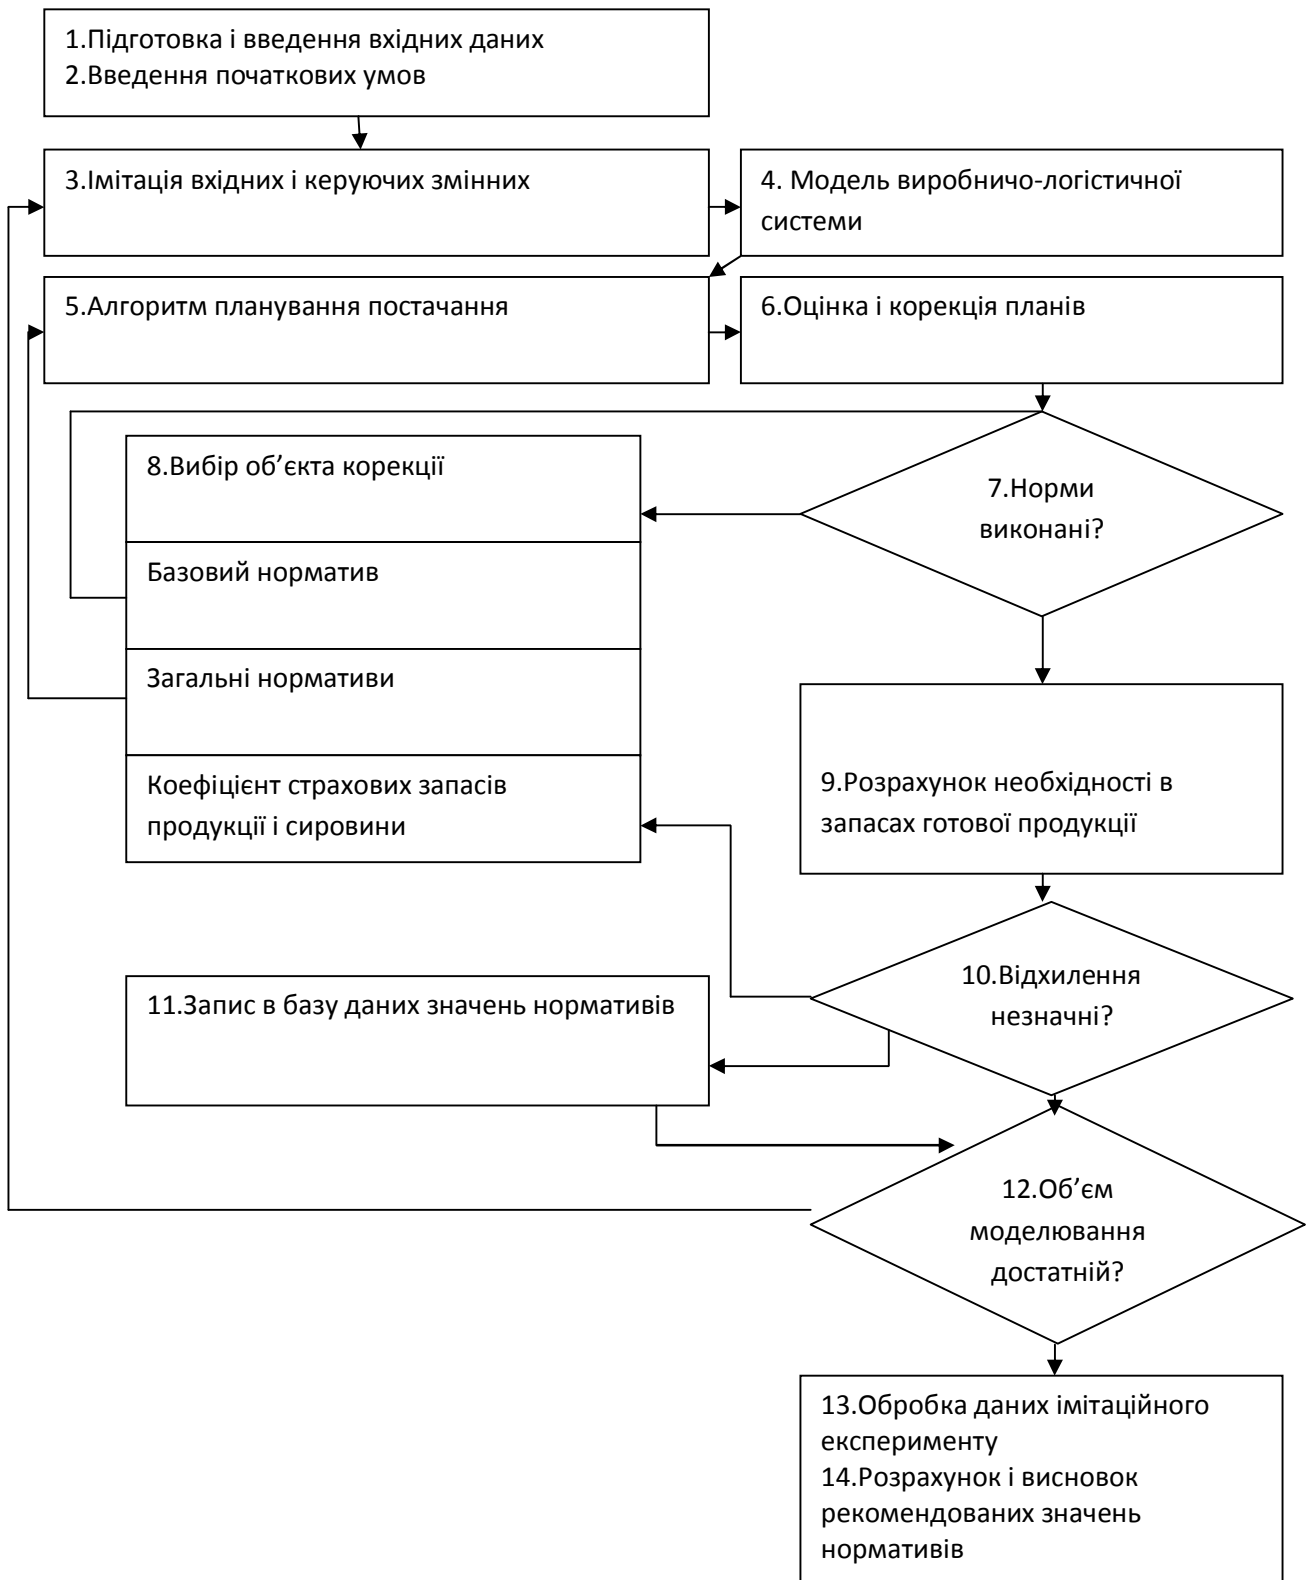 1.Підготовка і введення вхідних даних
2.Введення початкових умов
3.Імітація вхідних і керуючих змінних
4. Модель виробничо-логістичної
системи
5.Алгоритм планування постачання
6.Оцінка і корекція планів
7.Норми
виконані?
8.Вибір об’єкта корекції
Базовий норматив
Загальні нормативи
Коефіцієнт страхових запасів
продукції і сировини
9.Розрахунок необхідності в
запасах готової продукції
10.Відхилення
незначні?
11.Запис в базу даних значень нормативів
12.Об’єм
моделювання
достатній?
13.Обробка даних імітаційного
експерименту
14.Розрахунок і висновок
рекомендованих значень
нормативів